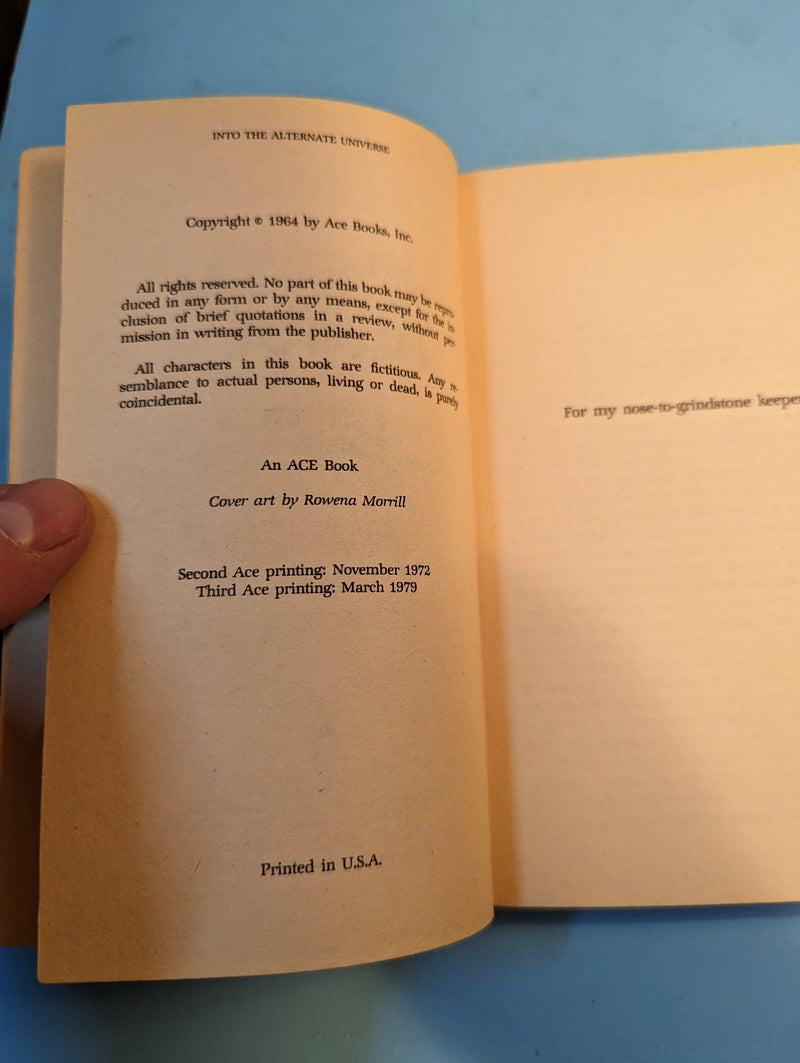 INTO THE ALTERNATE UNIVERSE
Copyright © 1964 by Ace Books, Inc.
All rights reserved. No part of this book may be repro-
duced in any form or by any means, except for the in-
clusion of brief quotations in a review, without per-
mission in writing from the publisher.
All characters in this book are fictitious. Any re-
semblance to actual persons, living or dead, is purely
coincidental.
An ACE Book
Cover art by Rowena Morrill
Second Ace printing: November 1972
Third Ace printing: March 1979
Printed in U.S.A.
For my nose-to-grindstone keeper